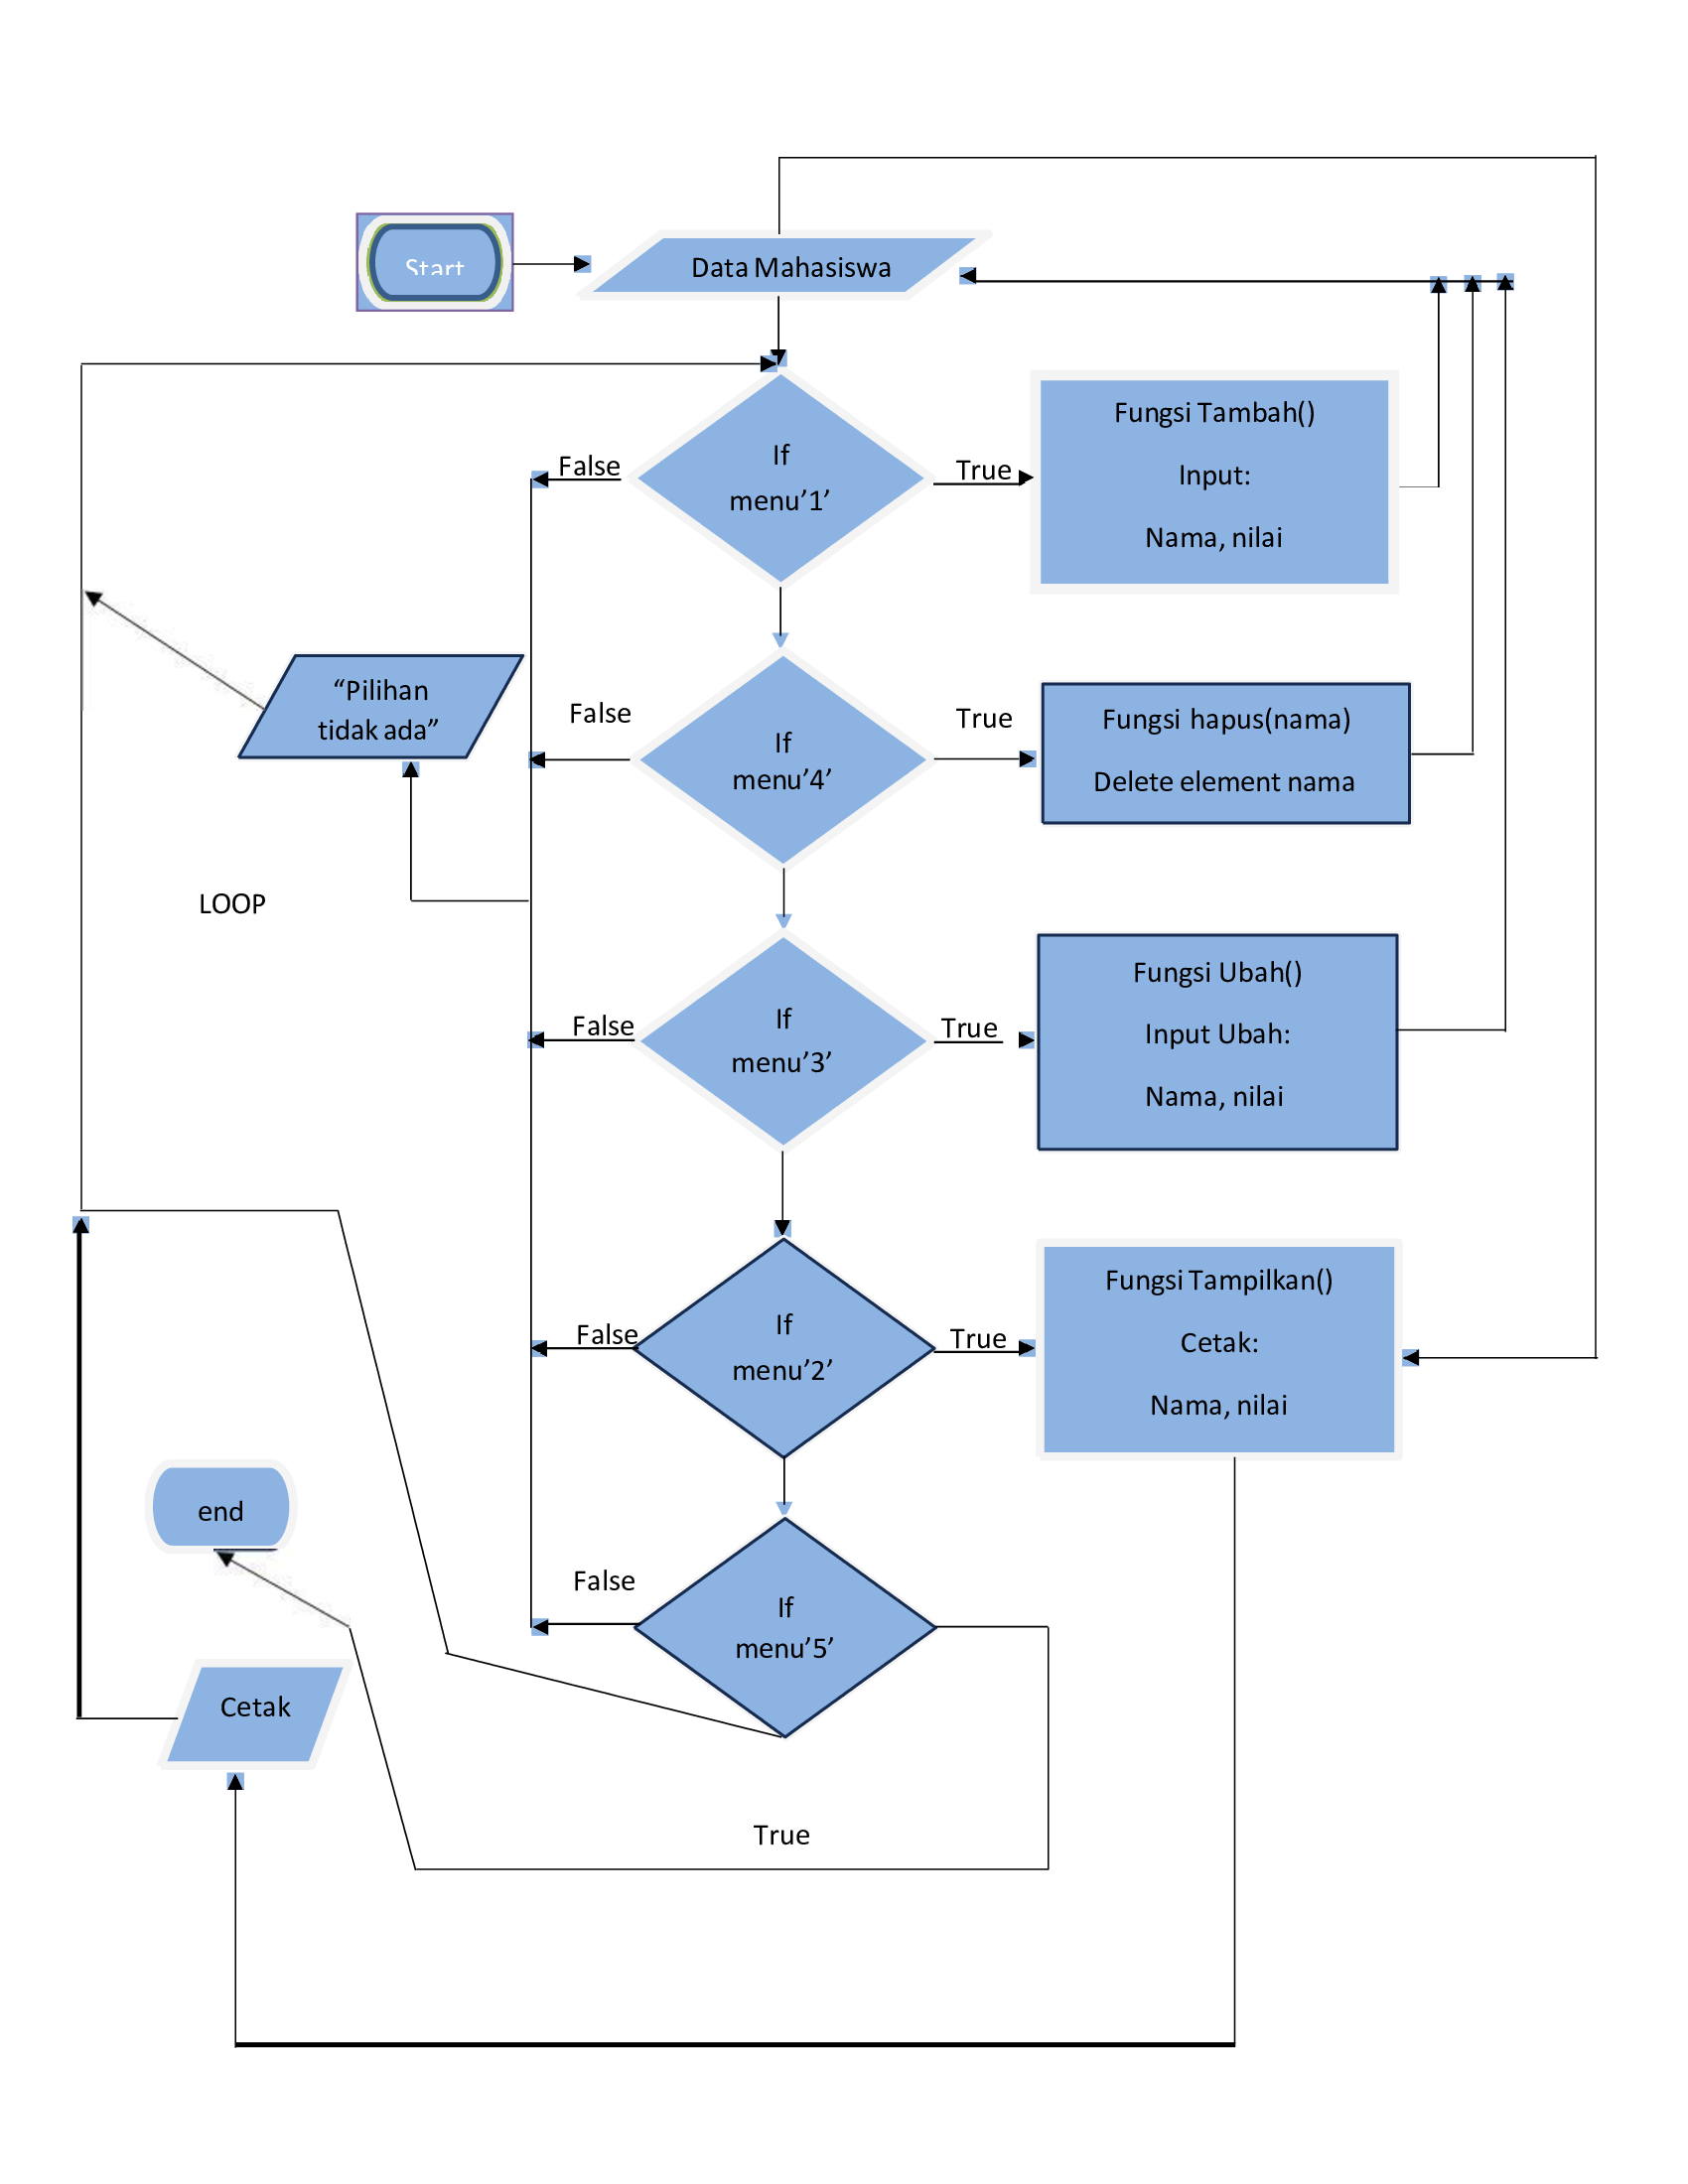 Start
Data Mahasiswa
False
If
menu’1’
True
Fungsi Tambah()
Input:
Nama, nilai
“Pilihan
tidak ada”
False
If
menu’4’
True
Fungsi hapus(nama)
Delete element nama
LOOP
False
If
menu’3’
True
Fungsi Ubah()
Input Ubah:
Nama, nilai
False
If
menu’2’
True
Fungsi Tampilkan()
Cetak:
Nama, nilai
end
False
If
menu’5’
Cetak
True